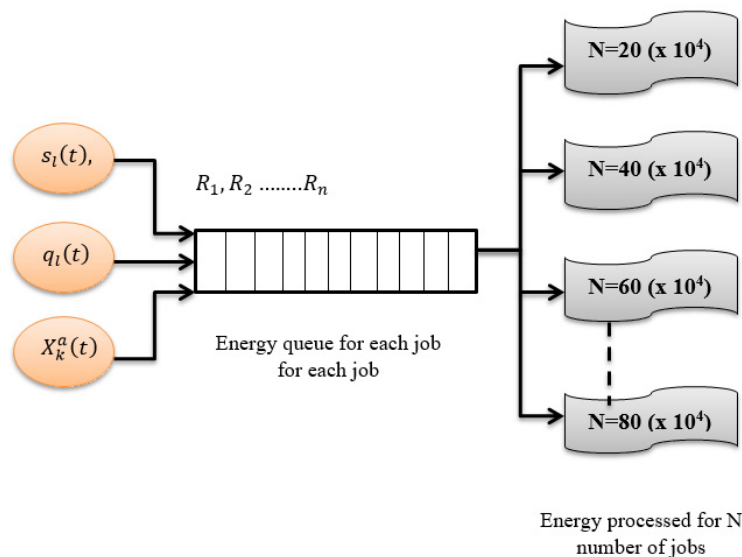 s_l(t),
q_l(t)
X_k^a(t)
R_1, R_2 ........R_n
Energy queue for each job
for each job
N=20 (x 10^4)
N=40 (x 10^4)
N=60 (x 10^4)
N=80 (x 10^4)
Energy processed for N
number of jobs